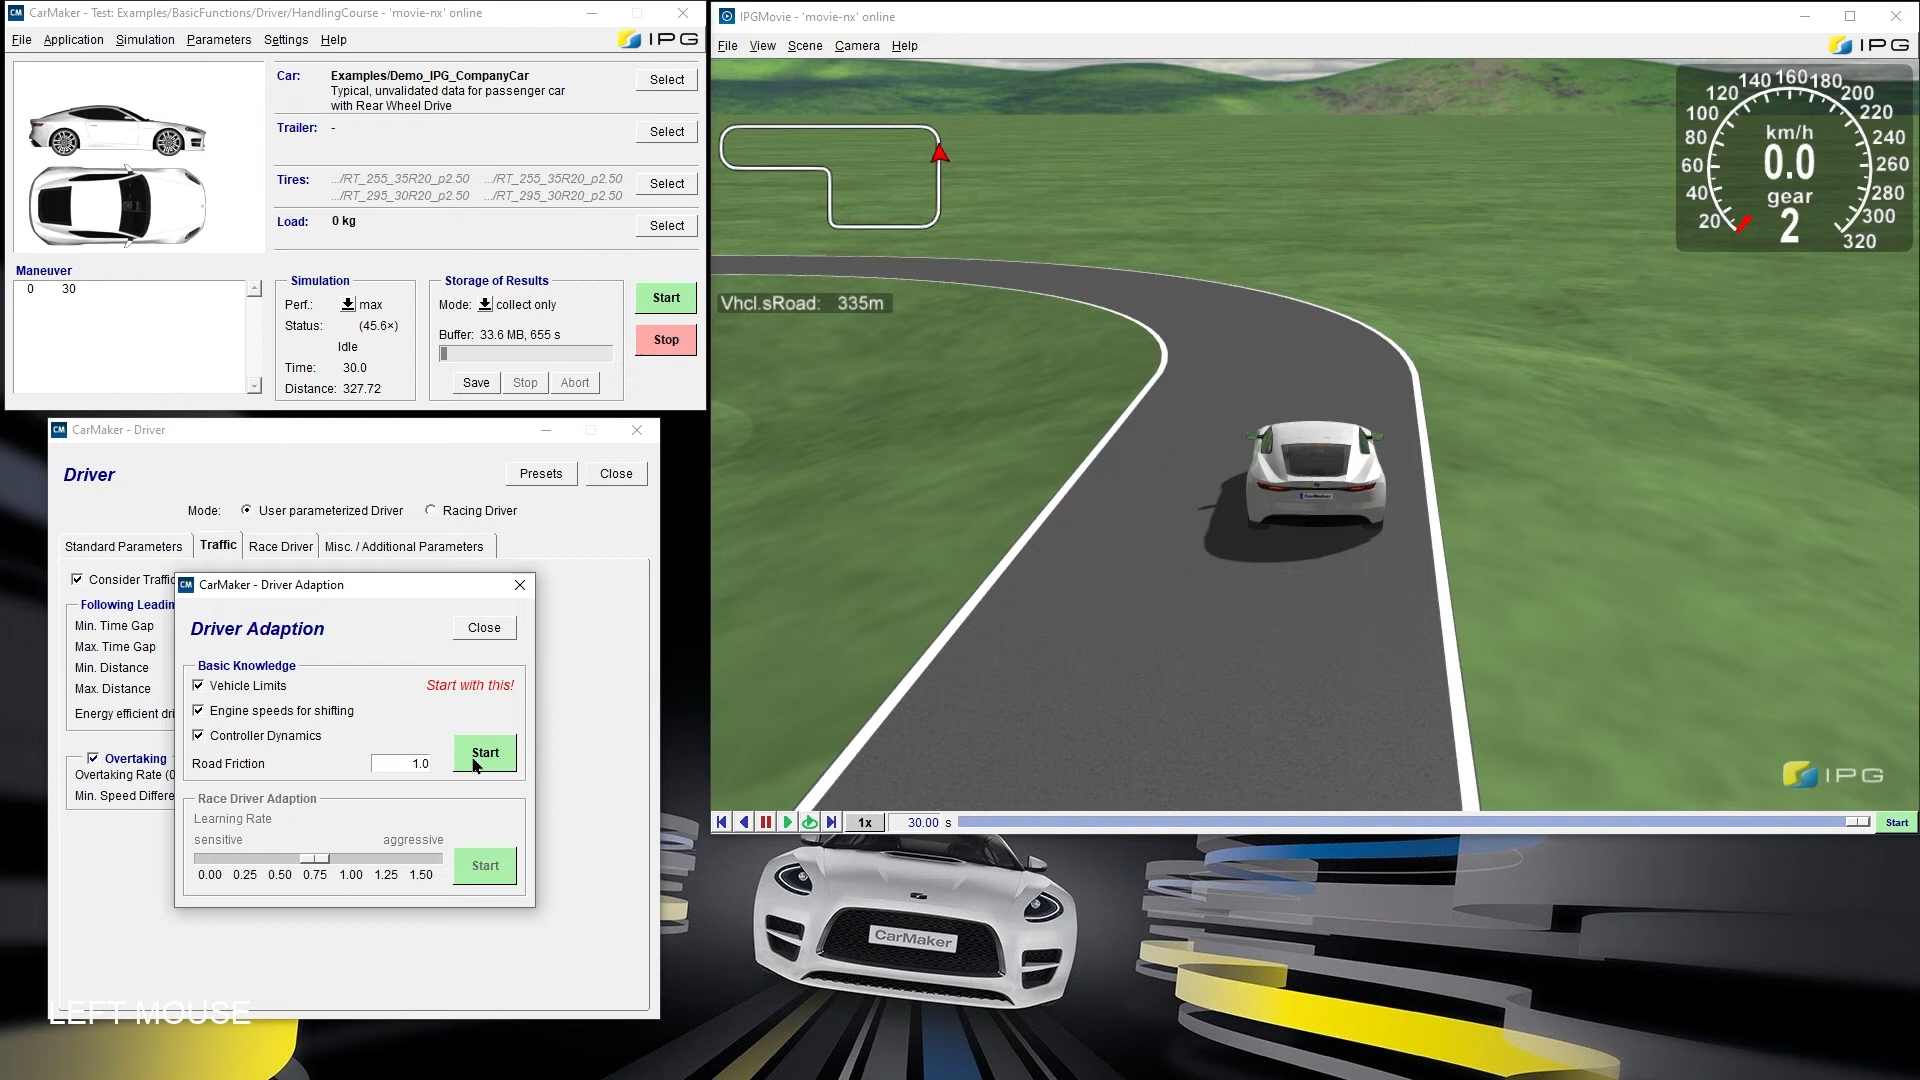 CM CarMaker - Test: Examples/BasicFunctions/Driver/HandlingCourse - 'movie-nx' online
File Application Simulation Parameters Settings Help
IPG
Car: Examples/Demo_IPG_CompanyCar
Typical, unvalidated data for passenger car
with Rear Wheel Drive
Select
Trailer: -
Select
Tires: .../RT_255_35R20_p2.50 .../RT_255_35R20_p2.50
.../RT_295_30R20_p2.50 .../RT_295_30R20_p2.50
Select
Load: 0 kg
Select
Maneuver
0 30
Simulation
Perf.: max
Status: (45.6×)
Idle
Time: 30.0
Distance: 327.72
Storage of Results
Mode: collect only
Buffer: 33.6 MB, 655 s
Save Stop Abort
Start
Stop
CM CarMaker - Driver
Driver
Presets Close
Mode: User parameterized Driver Racing Driver
Standard Parameters Traffic Race Driver Misc. / Additional Parameters
Consider Traffic
Following Leadin
Min. Time Gap
Max. Time Gap
Min. Distance
Max. Distance
Energy efficient dri
Overtaking
Overtaking Rate (0
Min. Speed Differe
CM CarMaker - Driver Adaption
Driver Adaption
Close
Basic Knowledge
Vehicle Limits Start with this!
Engine speeds for shifting
Controller Dynamics
Road Friction 1.0
Start
Race Driver Adaption
Learning Rate
sensitive aggressive
0.00 0.25 0.50 0.75 1.00 1.25 1.50
Start
LEFT MOUSE
IPGMovie - 'movie-nx' online
File View Scene Camera Help
IPG
20 40 60 80 100 120 140 160 180 200 220 240 260 280 300 320
km/h
0.0
gear
2
Vhcl.sRoad: 335m
CarMaker
IPG
1x 30.00 s Start
CarMaker